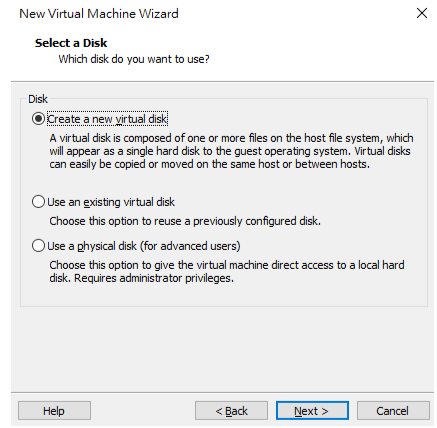 New Virtual Machine Wizard
Select a Disk
Which disk do you want to use?
Disk
Create a new virtual disk
A virtual disk is composed of one or more files on the host file system, which
will appear as a single hard disk to the guest operating system. Virtual disks
can easily be copied or moved on the same host or between hosts.
Use an existing virtual disk
Choose this option to reuse a previously configured disk.
Use a physical disk (for advanced users)
Choose this option to give the virtual machine direct access to a local hard
disk. Requires administrator privileges.
Help < Back Next > Cancel